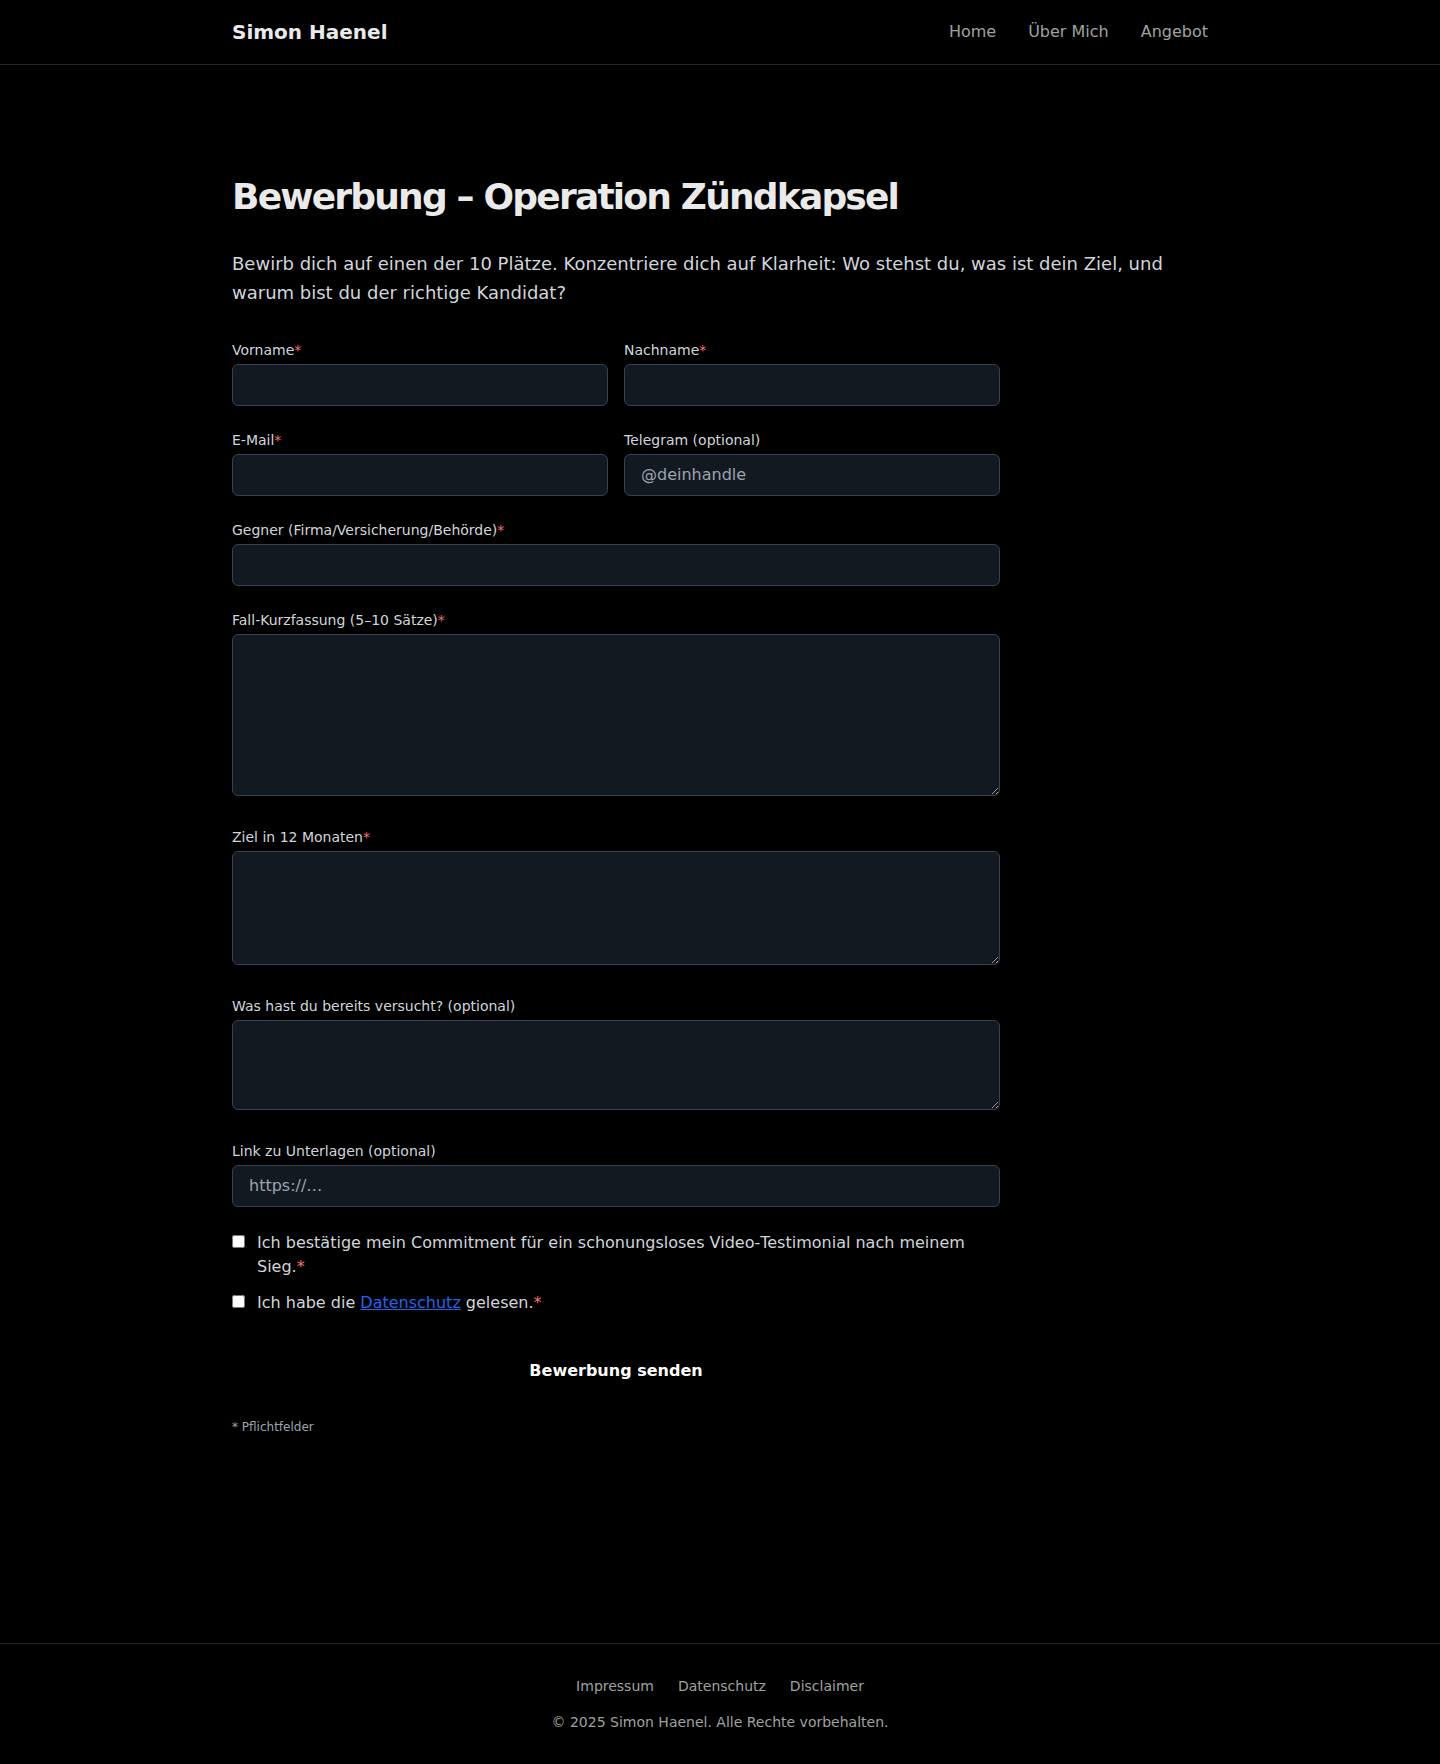 Simon Haenel
Home
Über Mich
Angebot
Bewerbung – Operation Zündkapsel
Bewirb dich auf einen der 10 Plätze. Konzentriere dich auf Klarheit: Wo stehst du, was ist dein Ziel, und
warum bist du der richtige Kandidat?
Vorname*
Nachname*
E-Mail*
Telegram (optional)
@deinhandle
Gegner (Firma/Versicherung/Behörde)*
Fall-Kurzfassung (5–10 Sätze)*
Ziel in 12 Monaten*
Was hast du bereits versucht? (optional)
Link zu Unterlagen (optional)
https://…
Ich bestätige mein Commitment für ein schonungsloses Video-Testimonial nach meinem
Sieg.*
Ich habe die Datenschutz gelesen.*
Bewerbung senden
* Pflichtfelder
Impressum
Datenschutz
Disclaimer
© 2025 Simon Haenel. Alle Rechte vorbehalten.